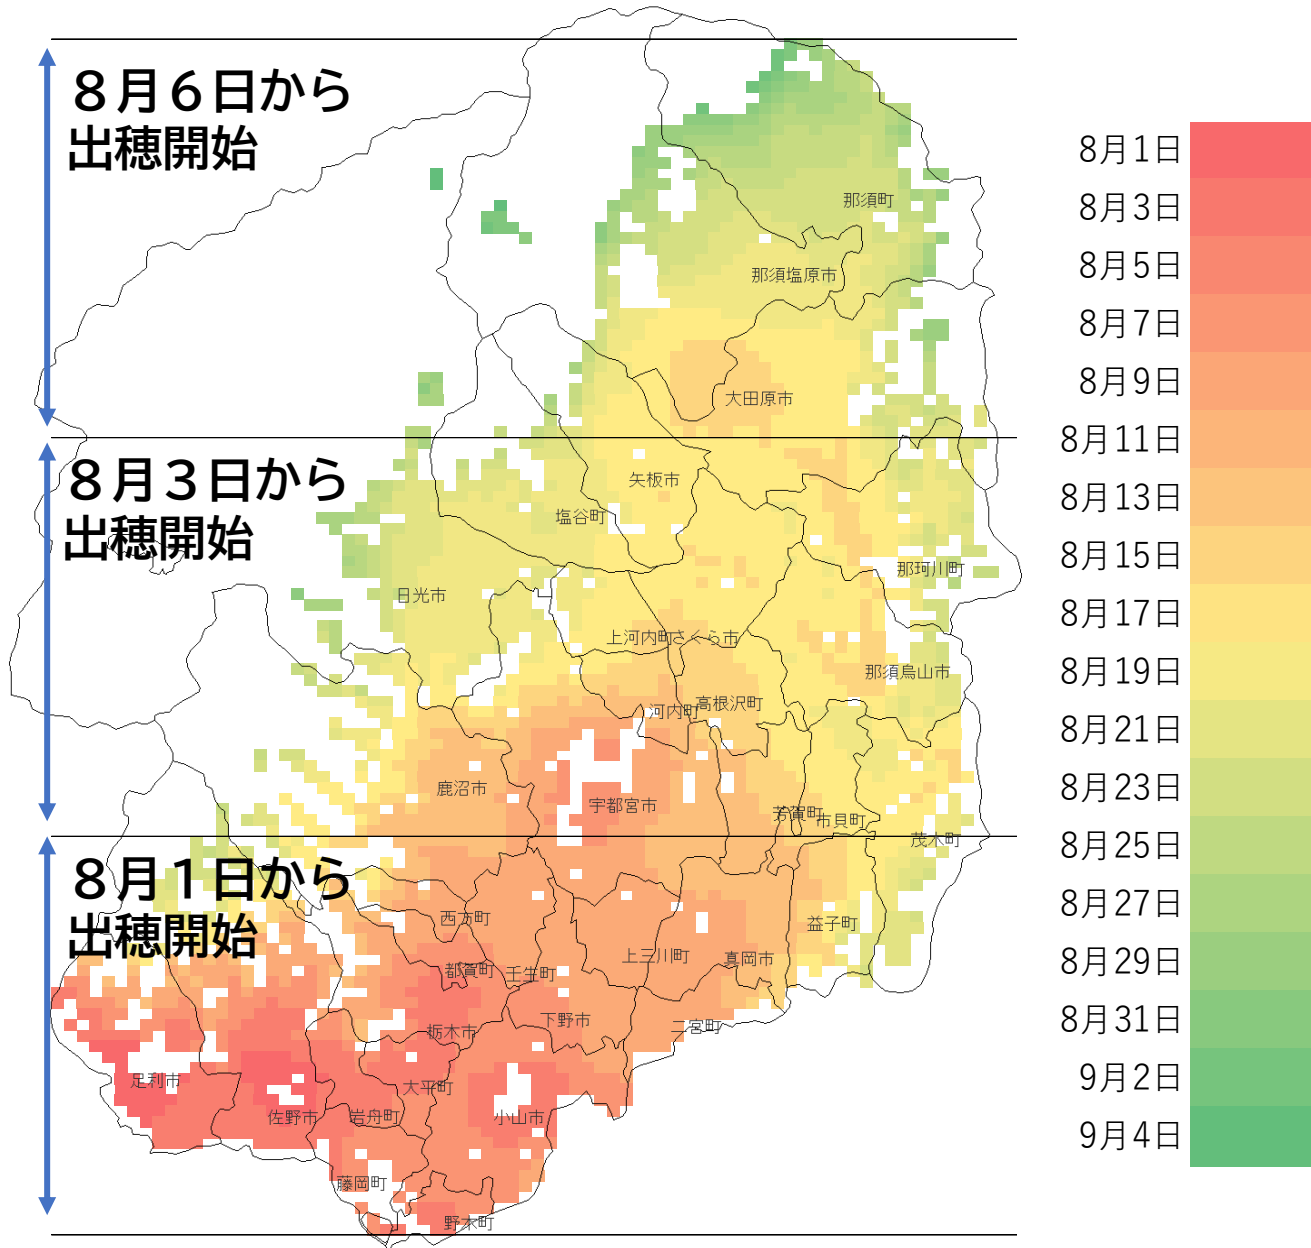 ８月６日から
出穂開始
８月３日から
出穂開始
８月１日から
出穂開始
那須町
那須塩原市
大田原市
矢板市
塩谷町
那珂川町
日光市
上河内町
さくら市
那須烏山市
河内町
高根沢町
鹿沼市
宇都宮市
芳賀町
市貝町
茂木町
西方町
益子町
都賀町
壬生町
上三川町
真岡市
栃木市
下野市
二宮町
足利市
佐野市
岩舟町
大平町
小山市
藤岡町
野木町
8月1日
8月3日
8月5日
8月7日
8月9日
8月11日
8月13日
8月15日
8月17日
8月19日
8月21日
8月23日
8月25日
8月27日
8月29日
8月31日
9月2日
9月4日